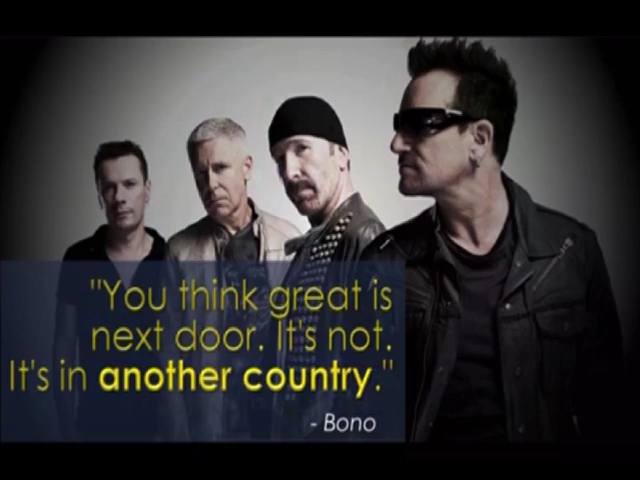 "You think great is
next door. It's not.
It's in another country."
- Bono